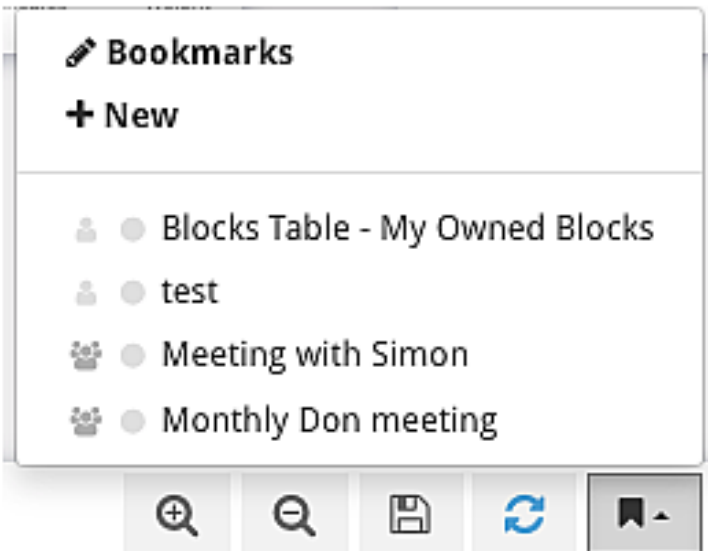 Bookmarks
New
Blocks Table - My Owned Blocks
test
Meeting with Simon
Monthly Don meeting